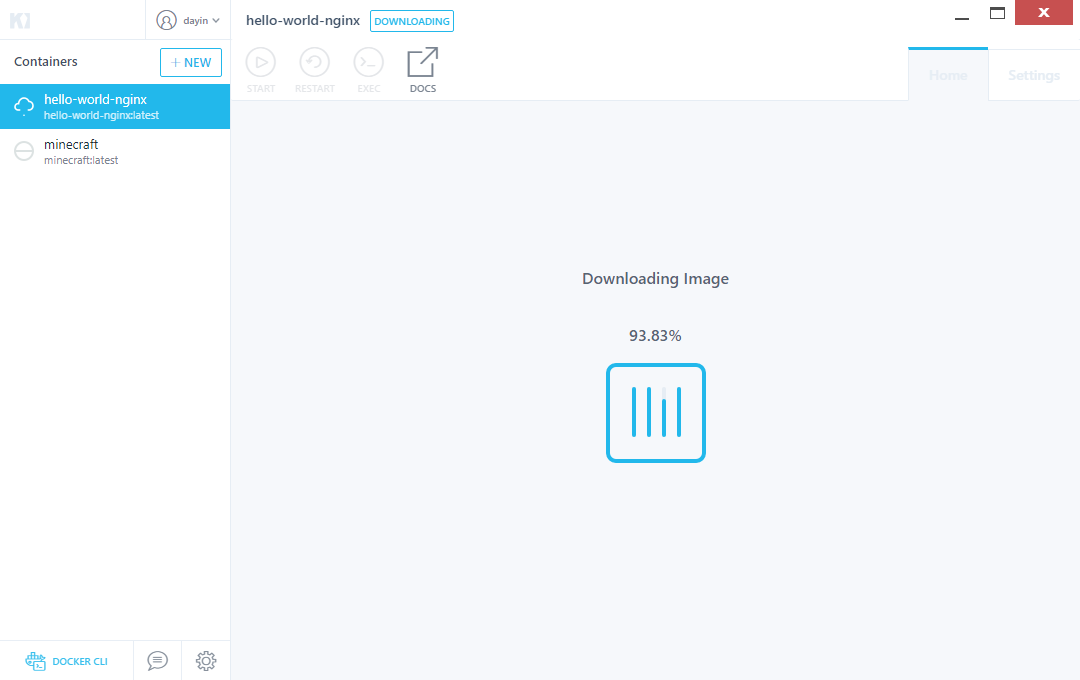 dayin
Containers
+ NEW
hello-world-nginx
hello-world-nginx:latest
minecraft
minecraft:latest
DOCKER CLI
hello-world-nginx DOWNLOADING
START RESTART EXEC DOCS
Home Settings
Downloading Image
93.83%